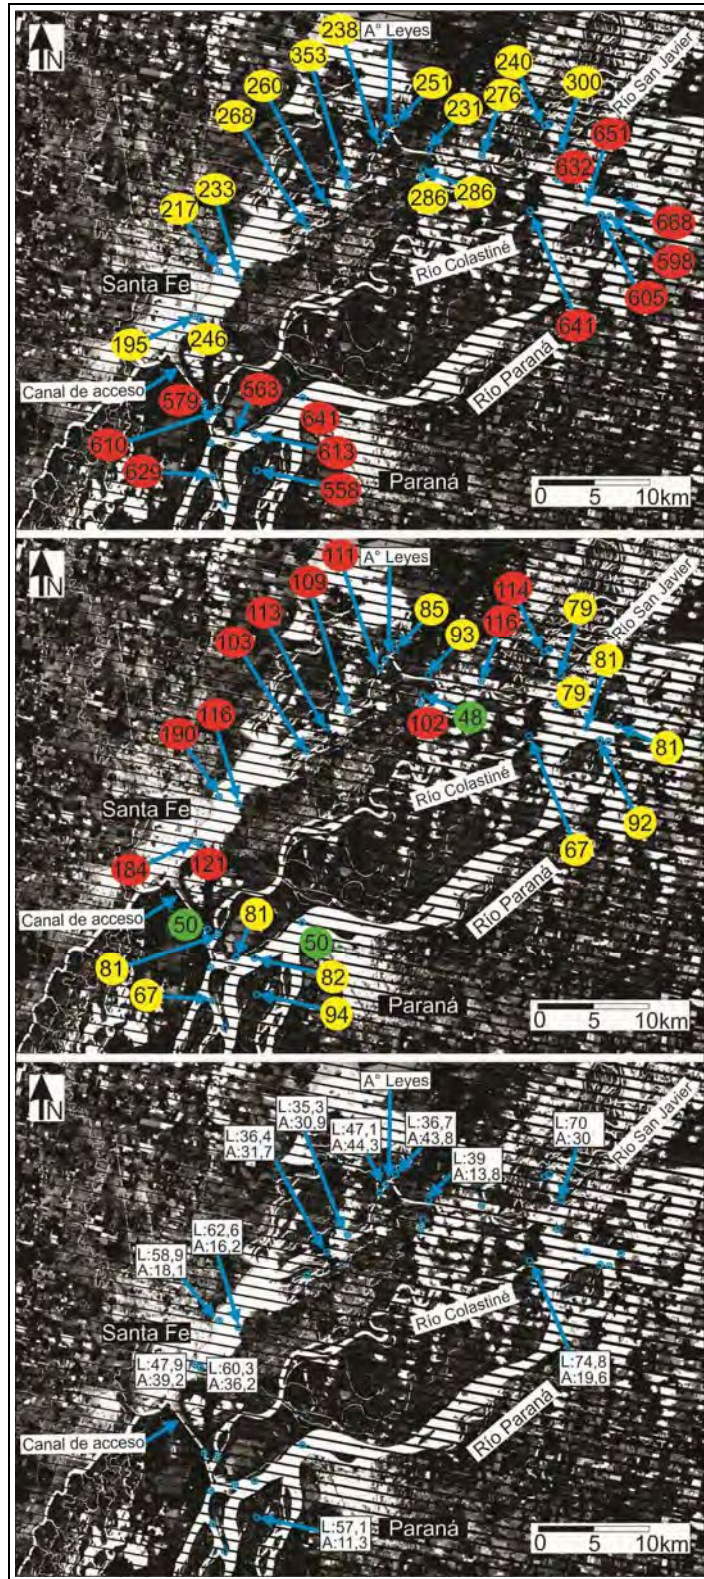 N
238
A° Leyes
353
240
260
251
300
268
231
276
Río San Javier
651
632
233
286
286
217
668
Río Colastiné
598
Santa Fe
605
195
246
641
Canal de acceso
563
Río Paraná
579
641
610
613
629
558
Paraná
0 5 10km
N
111
A° Leyes
109
85
114
79
113
93
116
Río San Javier
103
81
79
116
102
48
190
81
Río Colastiné
92
Santa Fe
67
184
121
Río Paraná
Canal de acceso
50
81
50
81
82
67
94
Paraná
0 5 10km
N
A° Leyes
L:35,3
A:30,9
L:47,1
A:44,3
L:36,7
A:43,8
L:70
A:30
L:36,4
A:31,7
L:39
A:13,8
Río San Javier
L:62,6
A:16,2
L:58,9
A:18,1
Río Colastiné
Santa Fe
L:47,9
A:39,2
L:60,3
A:36,2
L:74,8
A:19,6
Canal de acceso
Río Paraná
L:57,1
A:11,3
Paraná
0 5 10km